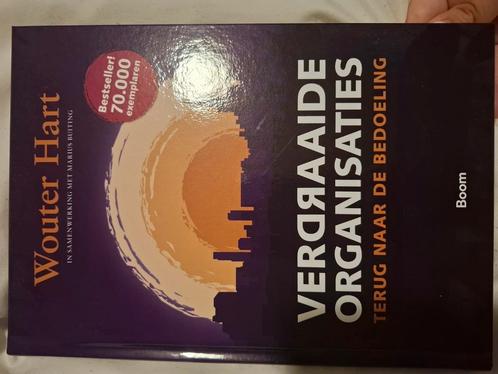 Wouter Hart
IN SAMENWERKING MET MARIUS BUITING
Bestseller!
70.000
exemplaren
VERDRAAIDE
ORGANISATIES
TERUG NAAR DE BEDOELING
Boom